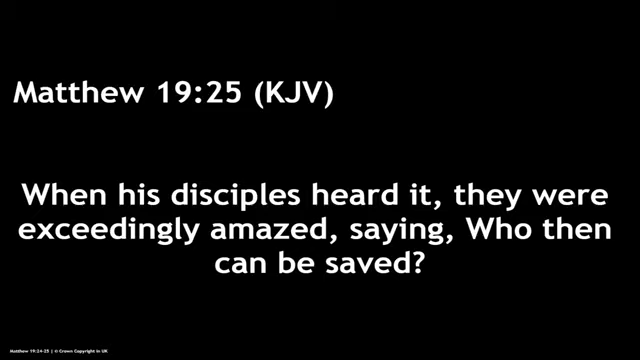 Matthew 19:25 (KJV)
When his disciples heard it, they were
exceedingly amazed, saying, Who then
can be saved?
Matthew 19:24-25 | © Crown Copyright in UK